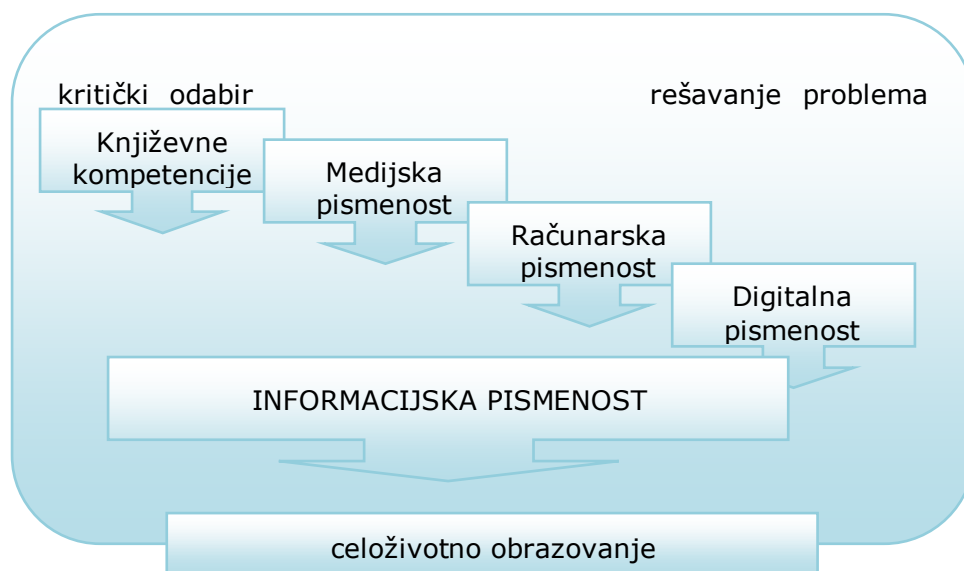 kritički odabir
rešavanje problema
Književne
kompetencije
Medijska
pismenost
Računarska
pismenost
Digitalna
pismenost
INFORMACIJSKA PISMENOST
celoživotno obrazovanje